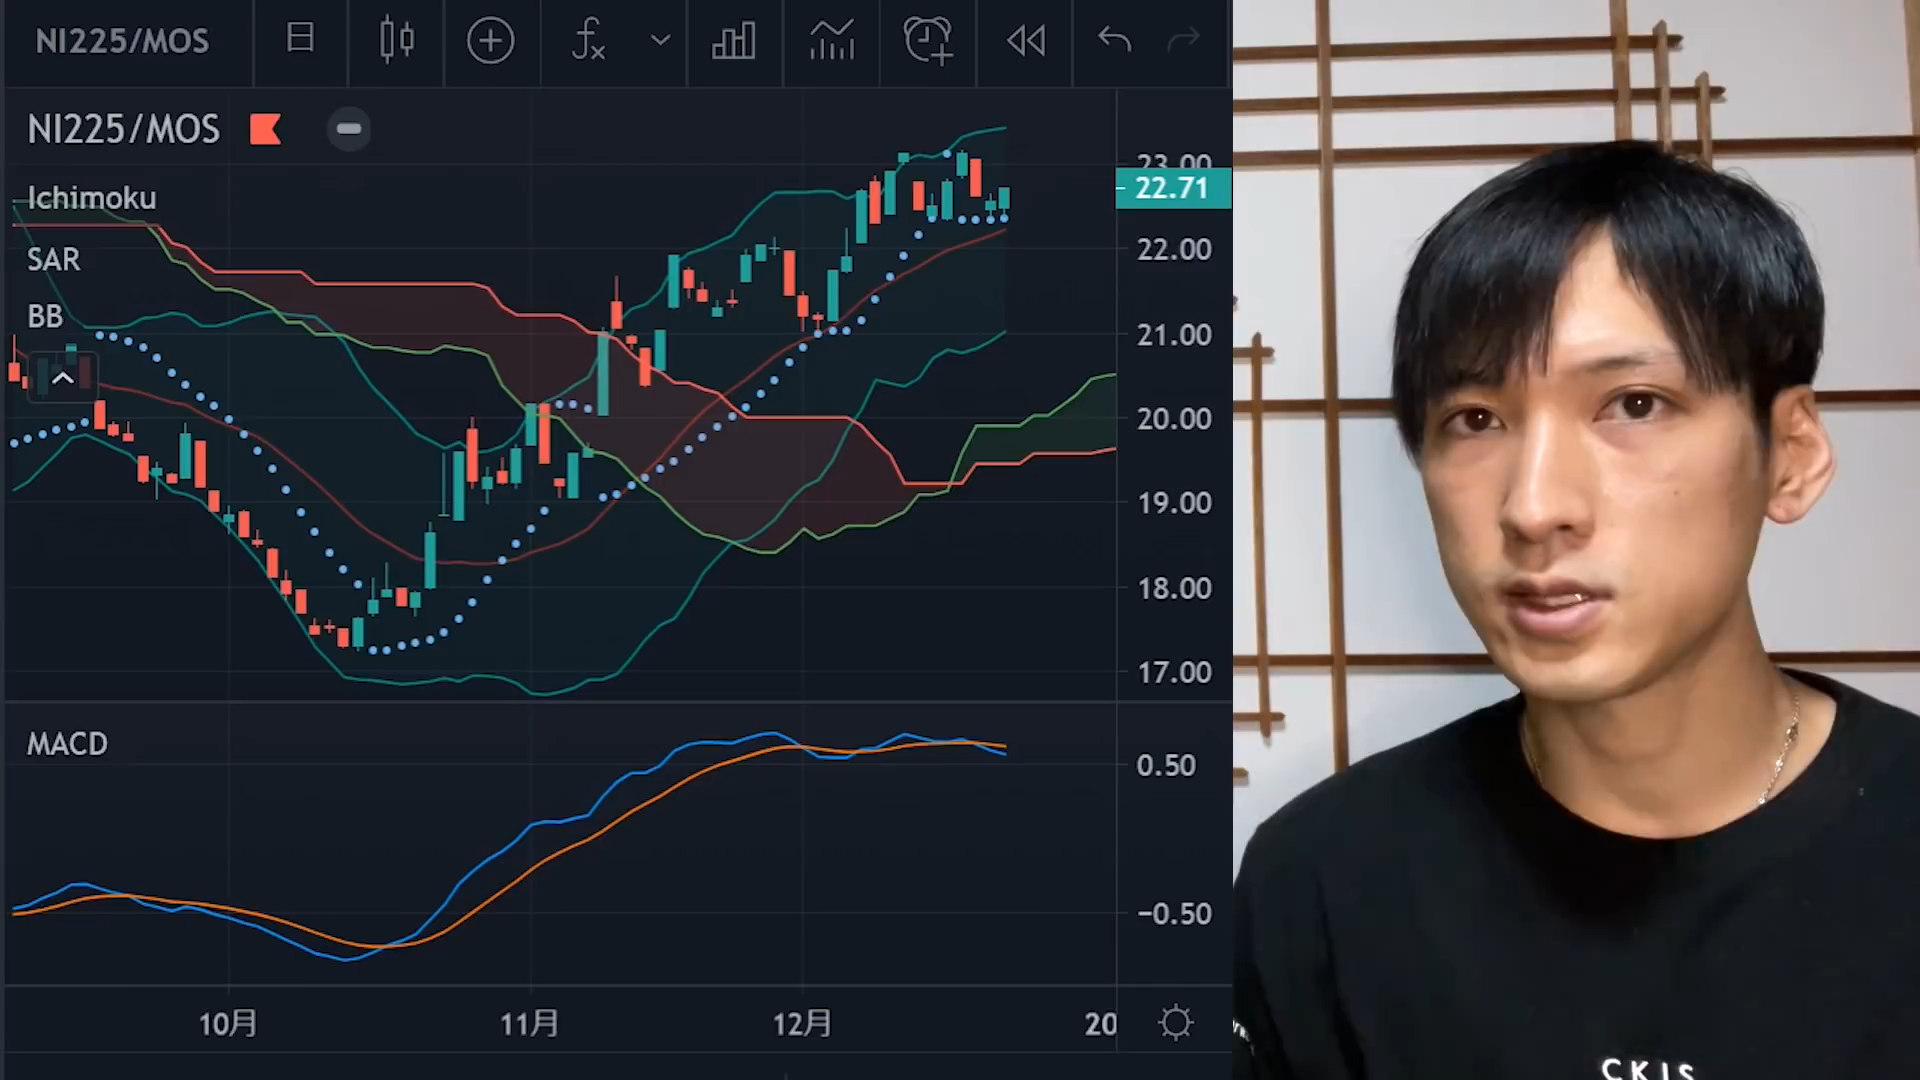 NI225/MOS
NI225/MOS
Ichimoku
SAR
BB
23.00
22.71
22.00
21.00
20.00
19.00
18.00
17.00
MACD
0.50
−0.50
10月
11月
12月
20
CKIS